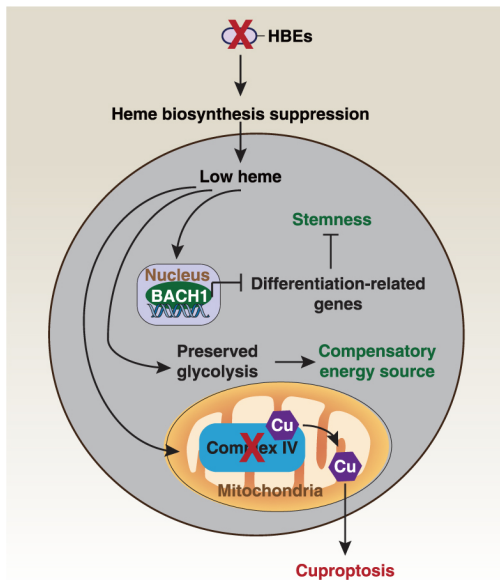 HBEs
Heme biosynthesis suppression
Low heme
Stemness
Nucleus
BACH1
Differentiation-related
genes
Preserved
glycolysis
Compensatory
energy source
Cu
Complex IV
Cu
Mitochondria
Cuproptosis